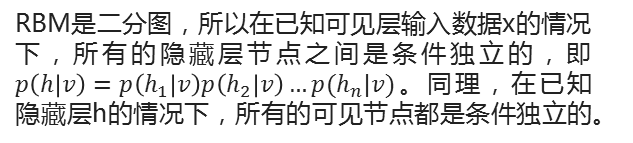 RBM是二分图，所以在已知可见层输入数据x的情况
下，所有的隐藏层节点之间是条件独立的，即
p(h|v) = p(h₁|v)p(h₂|v) … p(hₙ|v)。同理，在已知
隐藏层h的情况下，所有的可见节点都是条件独立的。